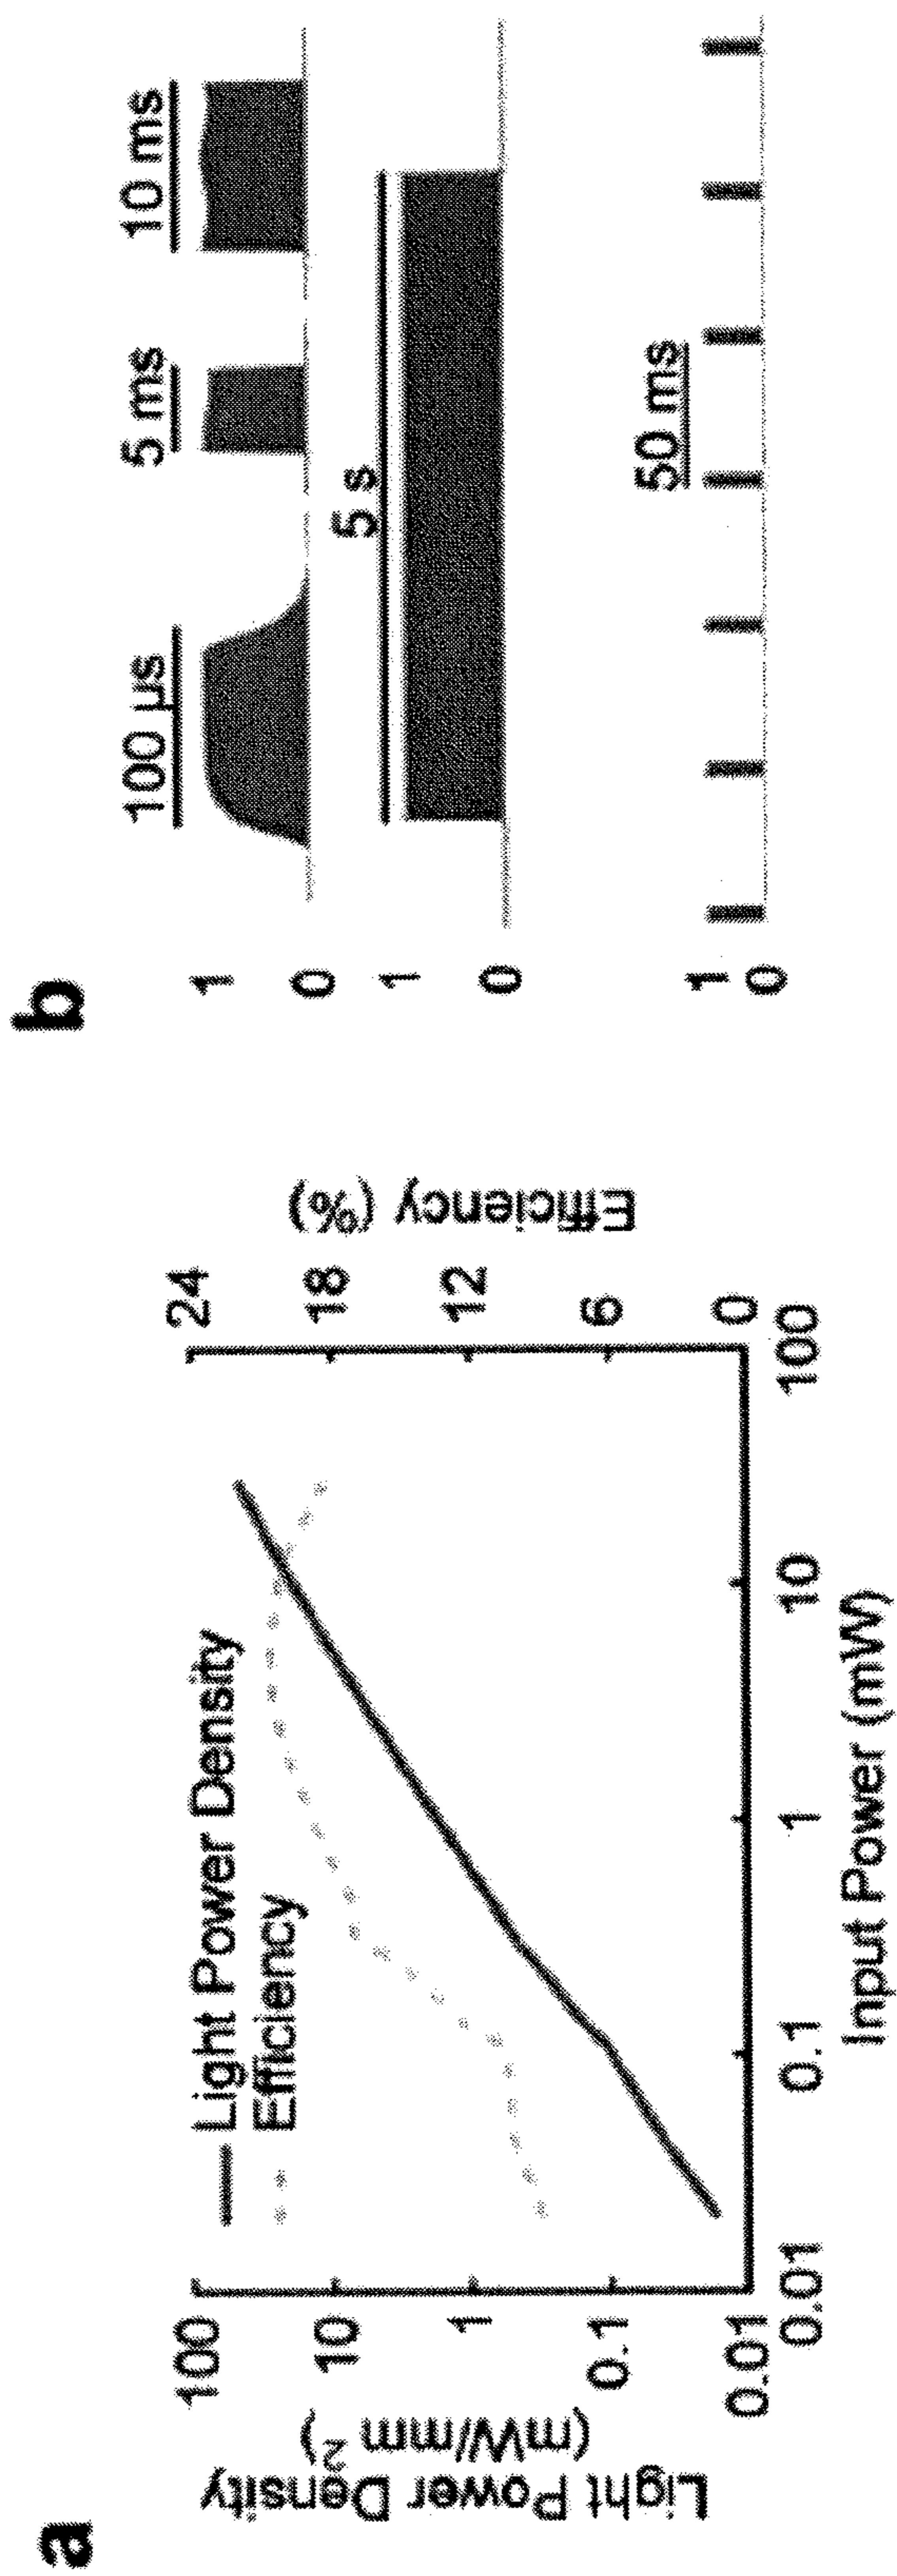 a
Light Power Density
(mW/mm²)
100
10
1
0.1
0.01
Light Power Density
Efficiency
24
18
12
6
0
Efficiency (%)
0.01
0.1
1
10
100
Input Power (mW)
b
100 µs
5 ms
10 ms
1
0
5 s
1
0
50 ms
1
0